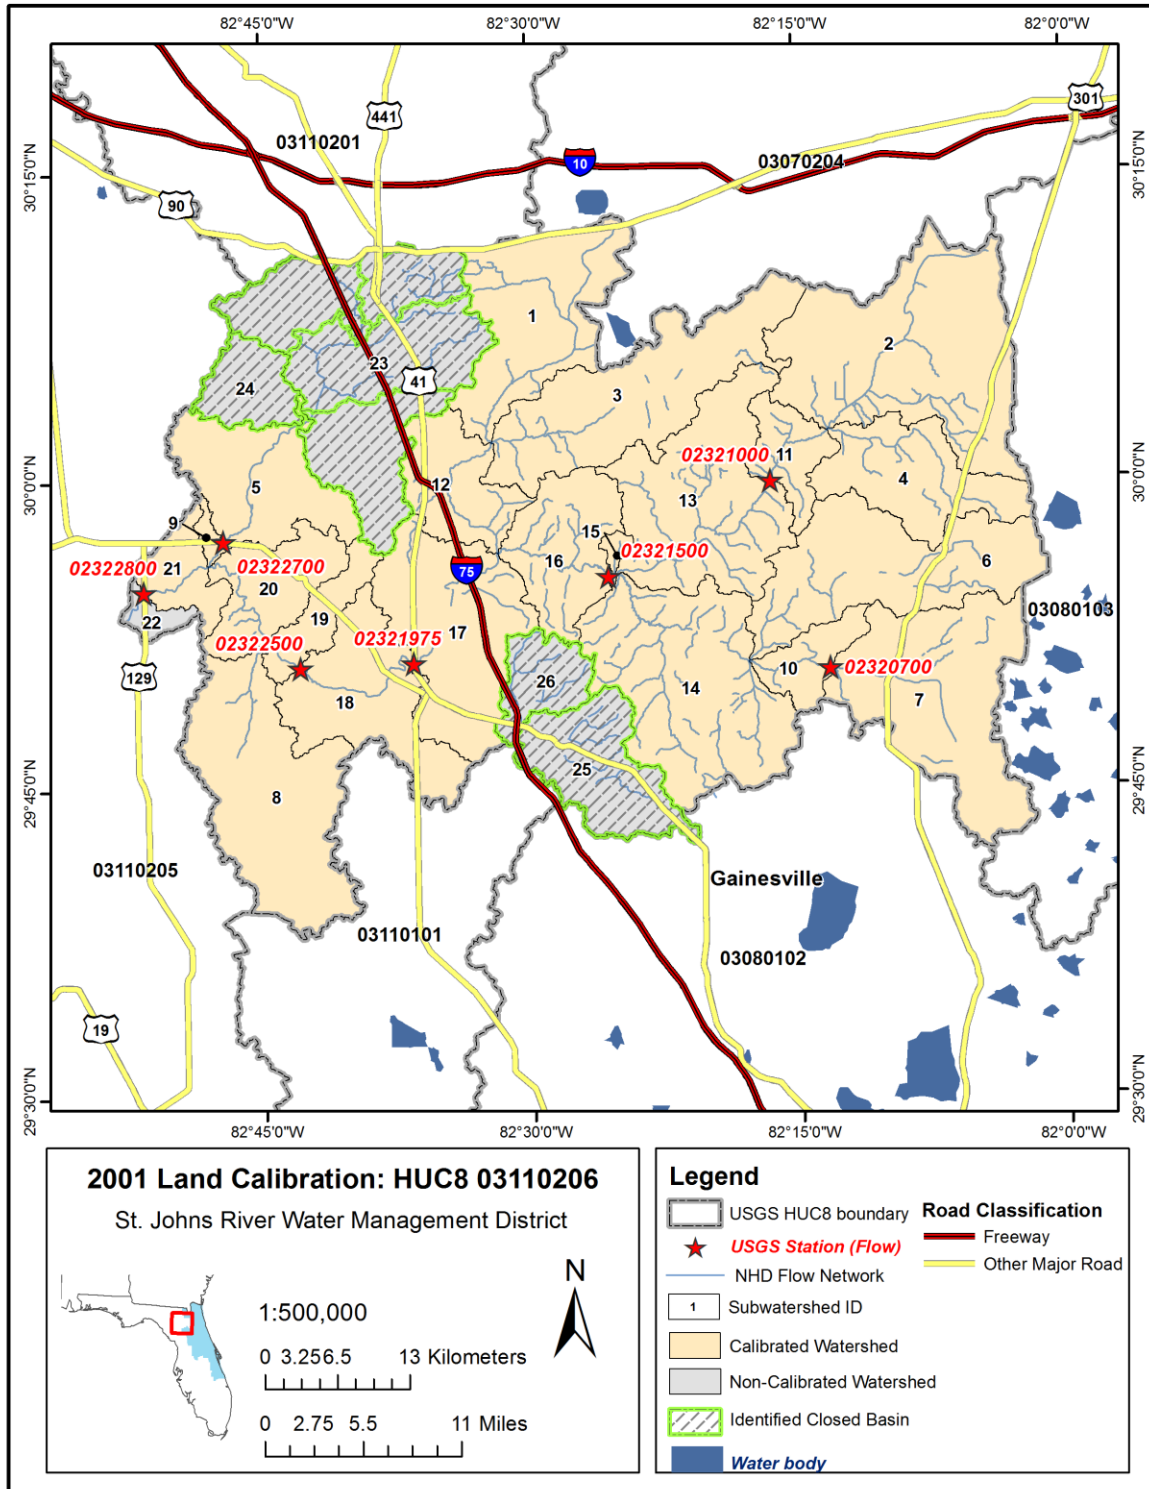 82°45'0"W 82°30'0"W 82°15'0"W 82°0'0"W
301
441
03110201
10
03070204
30°15'0"N 30°15'0"N
90
1
2
23
24
41
3
02321000
11
4
30°0'0"N 30°0'0"N
5
12
13
9
15
02321500
16
6
21
02322700
02322800
75
20
03080103
22
19
17
02321975
02322500
10
02320700
129
26
14
7
18
25
8
29°45'0"N 29°45'0"N
03110205
Gainesville
03110101
03080102
19
29°30'0"N 29°30'0"N
82°45'0"W 82°30'0"W 82°15'0"W 82°0'0"W
2001 Land Calibration: HUC8 03110206
St. Johns River Water Management District
N
1:500,000
0 3.25 6.5 13 Kilometers
0 2.75 5.5 11 Miles
Legend
USGS HUC8 boundary
USGS Station (Flow)
NHD Flow Network
1 Subwatershed ID
Calibrated Watershed
Non-Calibrated Watershed
Identified Closed Basin
Water body
Road Classification
Freeway
Other Major Road